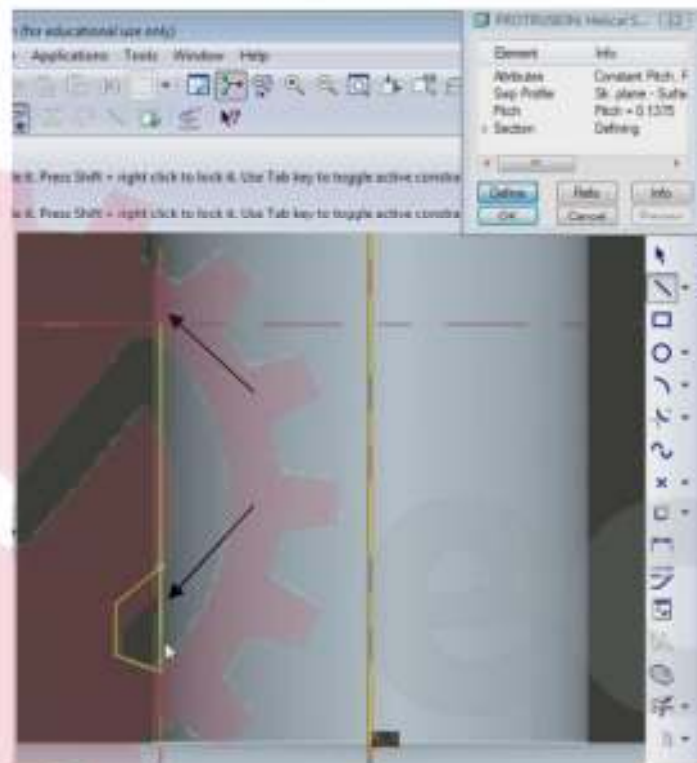 (for educational use only)
Applications Tools Window Help
it. Press Shift + right click to lock it. Use Tab key to toggle active constra
it. Press Shift + right click to lock it. Use Tab key to toggle active constra
PROTRUSION: Helical S...
Element Info
Attributes Constant Pitch, F
Swp Profile Sk. plane - Surfa
Pitch Pitch = 0.1375
> Section Defining
Define Refs Info
OK Cancel Preview
e